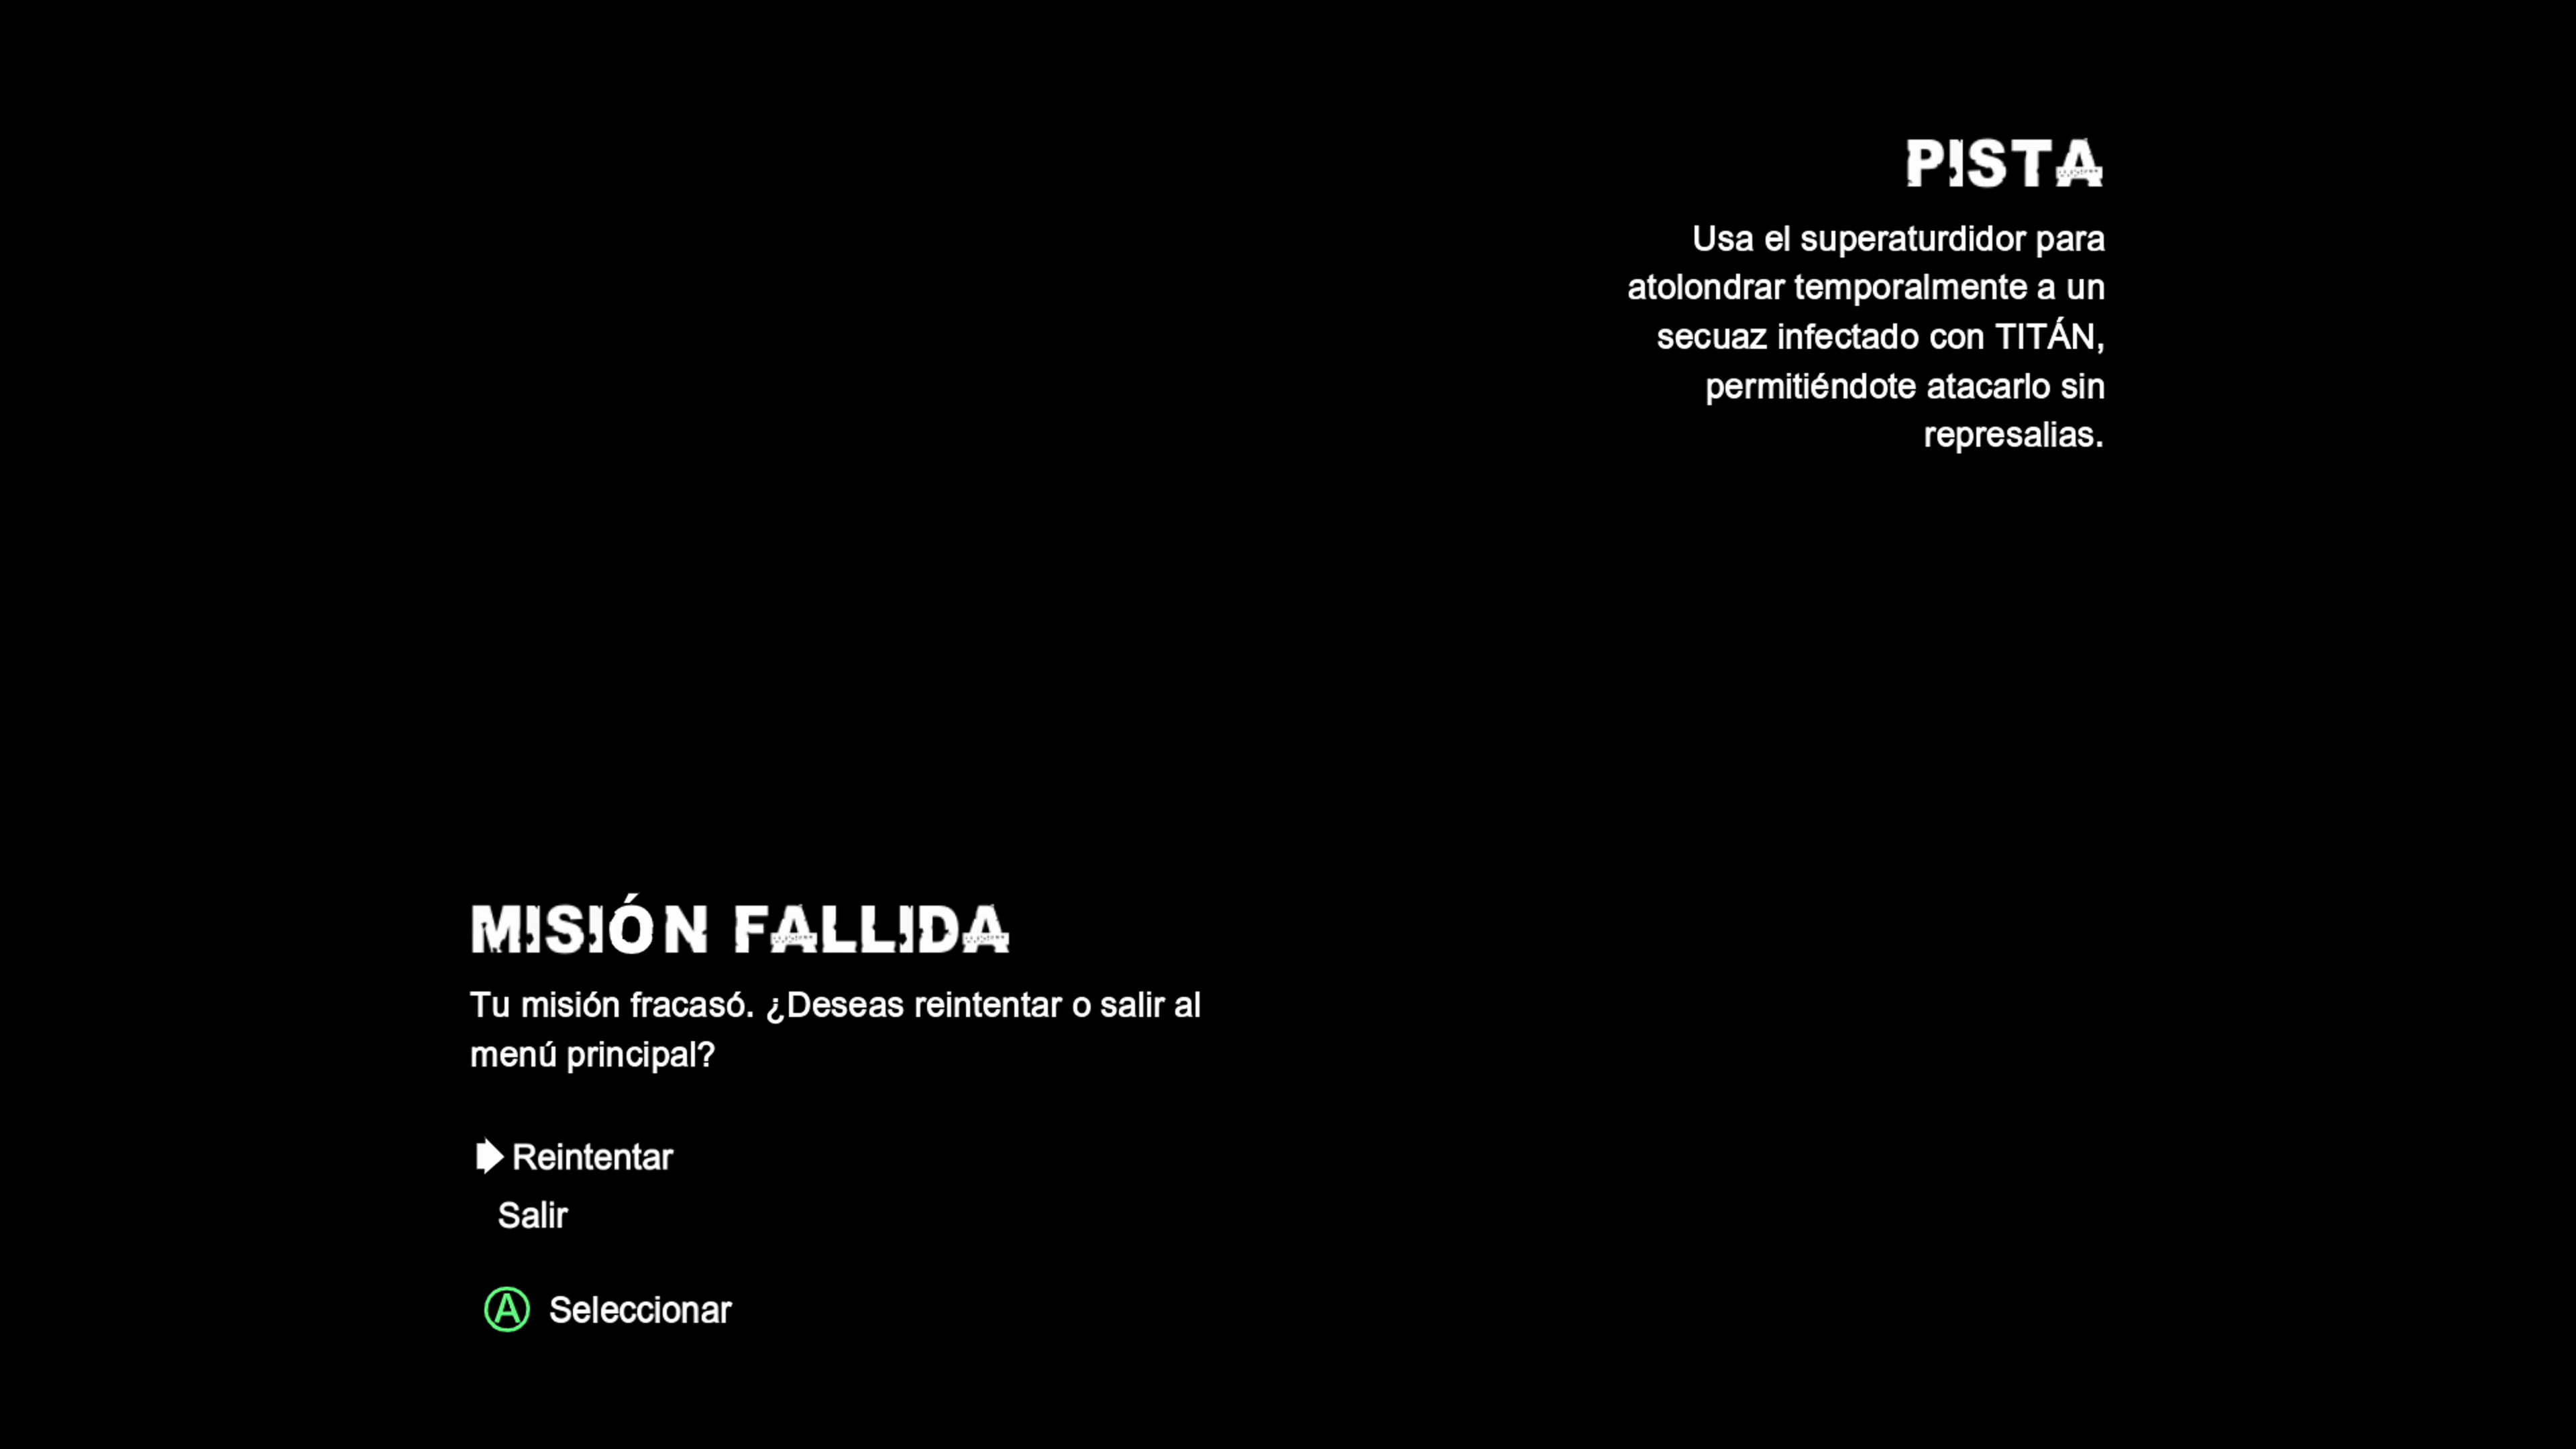 PISTA
Usa el superaturdidor para
atolondrar temporalmente a un
secuaz infectado con TITÁN,
permitiéndote atacarlo sin
represalias.
MISIÓN FALLIDA
Tu misión fracasó. ¿Deseas reintentar o salir al
menú principal?
Reintentar
Salir
A Seleccionar